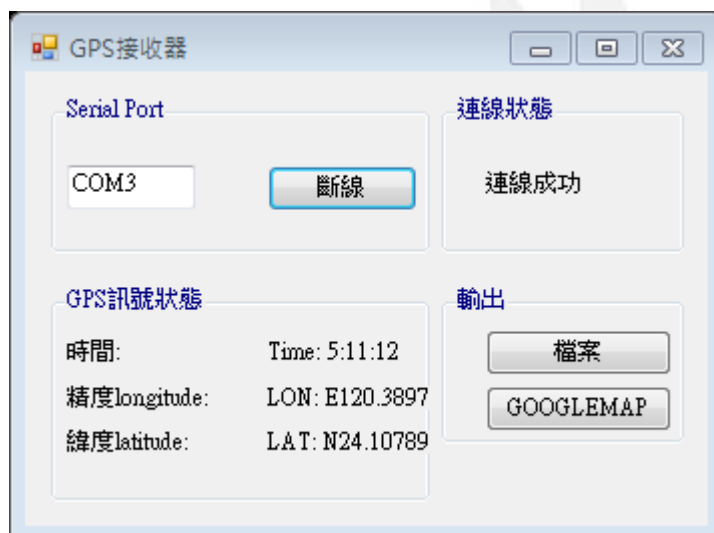 GPS接收器
Serial Port
COM3
斷線
連線狀態
連線成功
GPS訊號狀態
時間: Time: 5:11:12
精度longitude: LON: E120.3897
緯度latitude: LAT: N24.10789
輸出
檔案
GOOGLEMAP